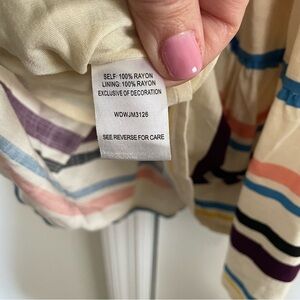 SELF: 100% RAYON
LINING: 100% RAYON
EXCLUSIVE OF DECORATION
WDWJM3126
SEE REVERSE FOR CARE